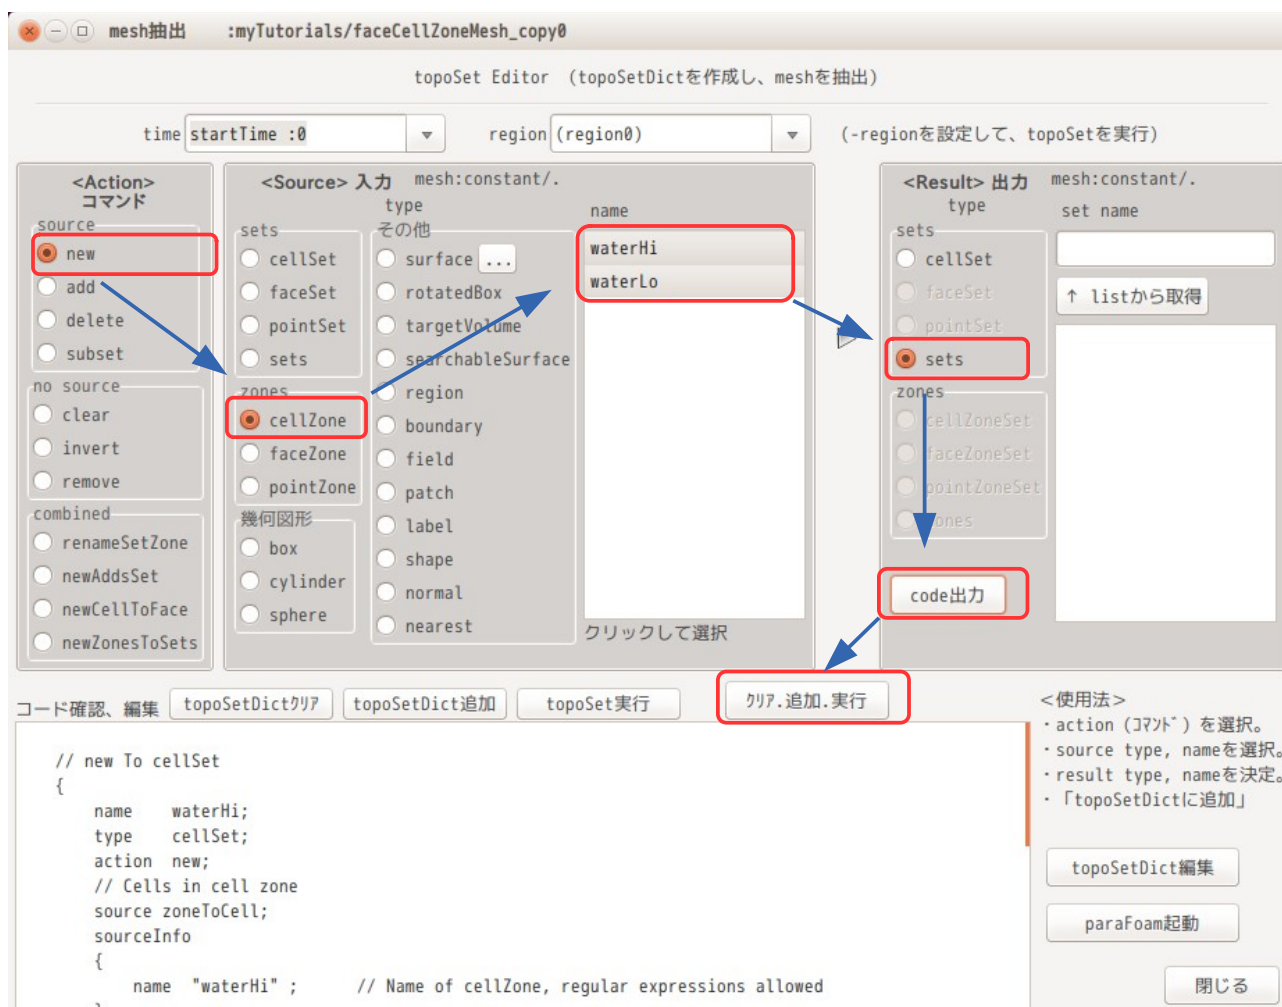 mesh抽出 :myTutorials/faceCellZoneMesh_copy0
topoSet Editor (topoSetDictを作成し、meshを抽出)
time startTime :0 region (region0) (-regionを設定して、topoSetを実行)
<Action>
コマンド
source
new
add
delete
subset
no source
clear
invert
remove
combined
renameSetZone
newAddsSet
newCellToFace
newZonesToSets
<Source> 入力 mesh:constant/.
type
sets
cellSet
faceSet
pointSet
sets
zones
cellZone
faceZone
pointZone
幾何図形
box
cylinder
sphere
その他
surface ...
rotatedBox
targetVolume
searchableSurface
region
boundary
field
patch
label
shape
normal
nearest
name
waterHi
waterLo
クリックして選択
<Result> 出力 mesh:constant/.
type
sets
cellSet
faceSet
pointSet
sets
zones
cellZoneSet
faceZoneSet
pointZoneSet
zones
code出力
set name
↑ listから取得
コード確認、編集 topoSetDictｸﾘｱ topoSetDict追加 topoSet実行 ｸﾘｱ.追加.実行
// new To cellSet
{
name waterHi;
type cellSet;
action new;
// Cells in cell zone
source zoneToCell;
sourceInfo
{
name "waterHi" ; // Name of cellZone, regular expressions allowed
<使用法>
・action (ｺﾏﾝﾄﾞ) を選択。
・source type, nameを選択。
・result type, nameを決定。
・「topoSetDictに追加」
topoSetDict編集
paraFoam起動
閉じる